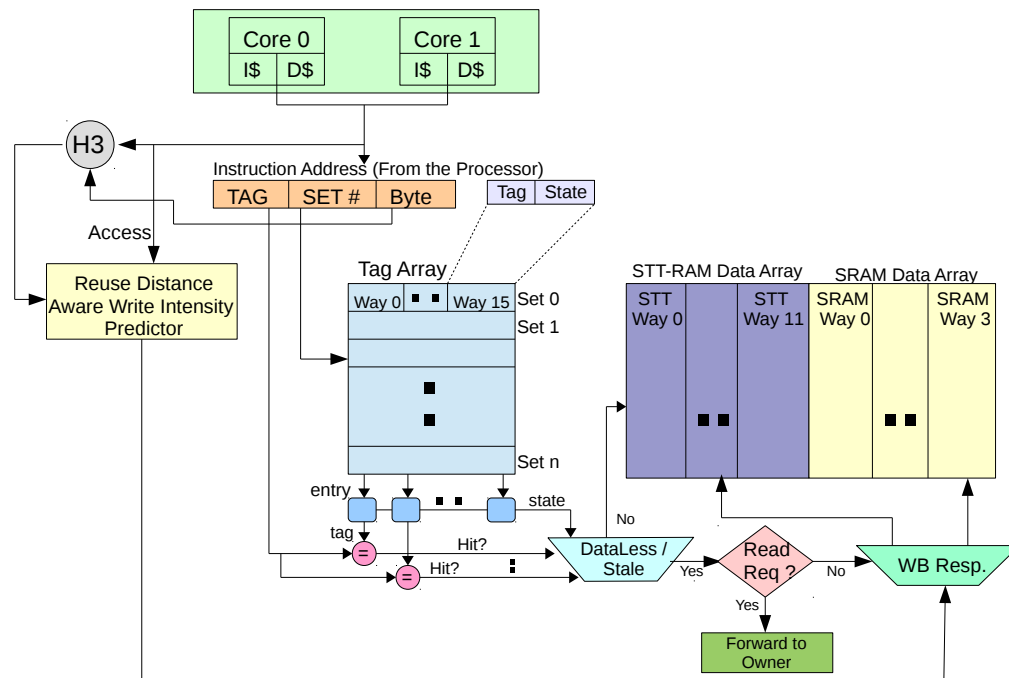 Core 0
Core 1
I$ D$
I$ D$
H3
Instruction Address (From the Processor)
TAG SET # Byte
Tag State
Access
Reuse Distance
Aware Write Intensity
Predictor
Tag Array
Way 0 Way 15
Set 0
Set 1
Set n
STT-RAM Data Array
SRAM Data Array
STT
Way 0
STT
Way 11
SRAM
Way 0
SRAM
Way 3
entry
state
tag
=
Hit?
=
Hit?
No
DataLess /
Stale
Yes
Read
Req ?
No
WB Resp.
Yes
Forward to
Owner